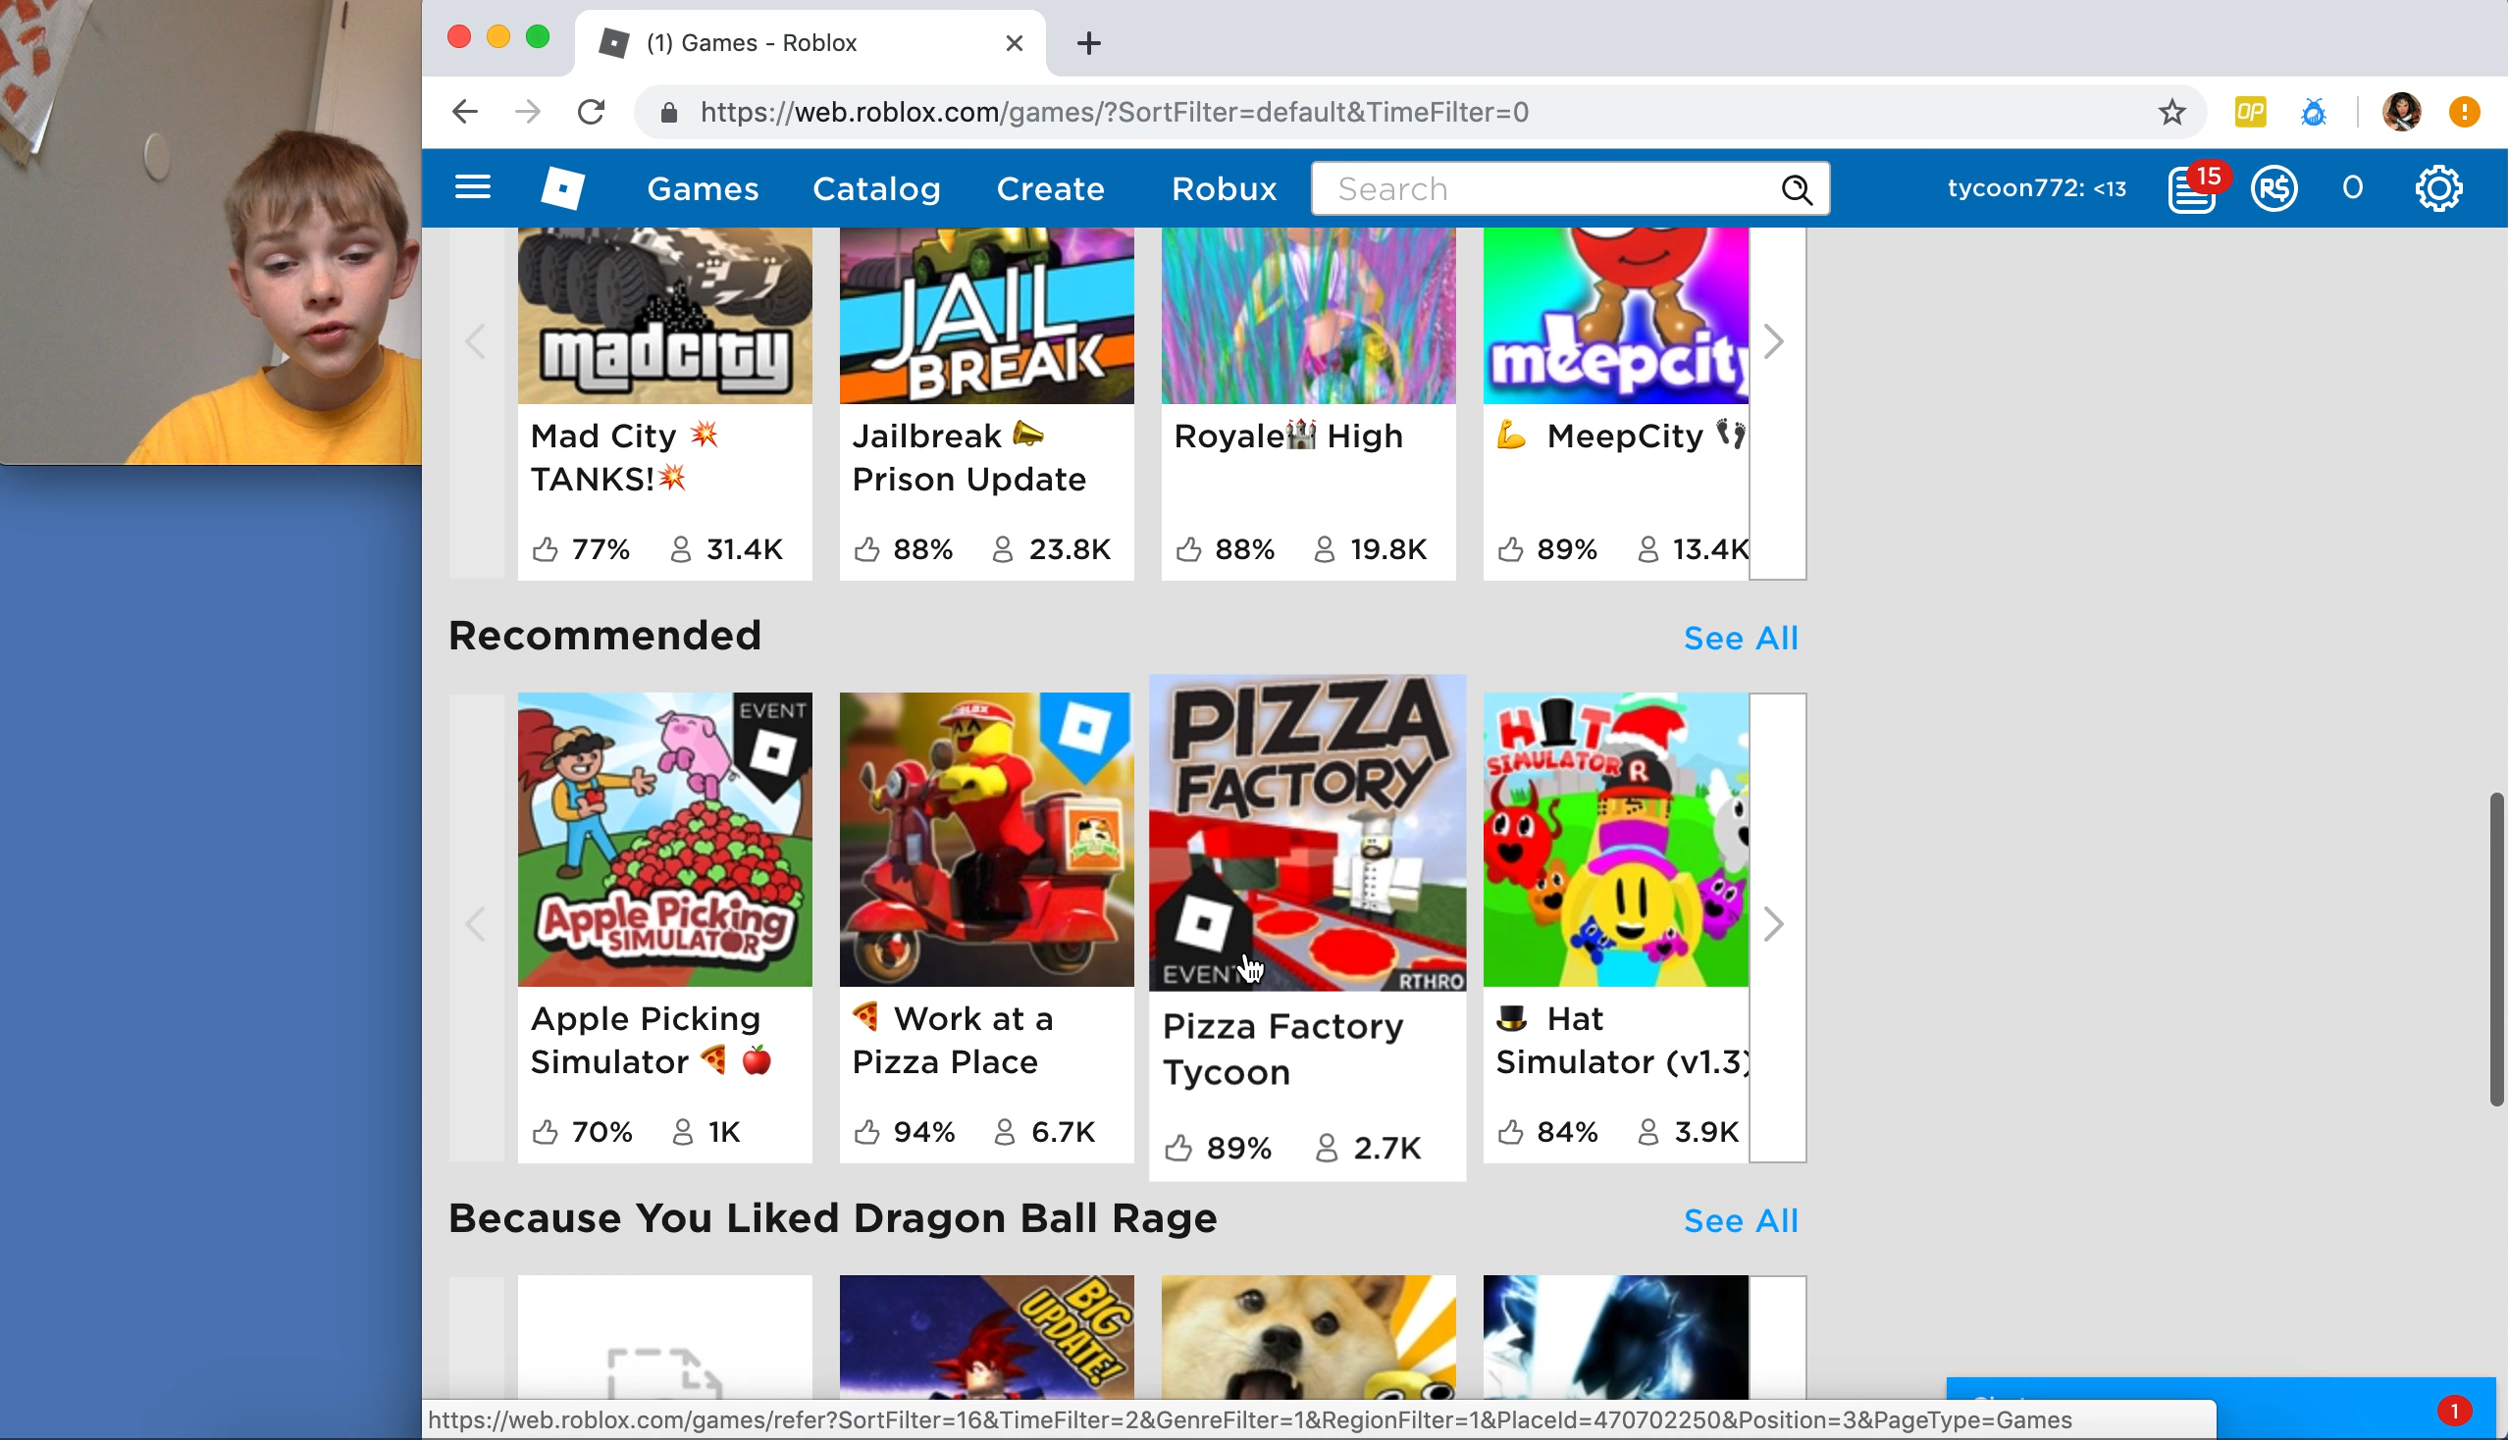 (1) Games - Roblox
https://web.roblox.com/games/?SortFilter=default&TimeFilter=0
OP
Games Catalog Create Robux Search tycoon772: <13 15 R$ 0
madcity
JAIL
BREAK
meepcity
Mad City 💥
TANKS!💥
Jailbreak 📣
Prison Update
Royale🏰 High
💪 MeepCity 👣
77% 31.4K
88% 23.8K
88% 19.8K
89% 13.4K
Recommended
See All
EVENT
Apple Picking
SIMULATOR
PIZZA
FACTORY
EVENT
RTHRO
HAT
SIMULATOR
R
Apple Picking
Simulator 🍕 🍎
🍕 Work at a
Pizza Place
Pizza Factory
Tycoon
🎩 Hat
Simulator (v1.3)
70% 1K
94% 6.7K
89% 2.7K
84% 3.9K
Because You Liked Dragon Ball Rage
See All
BIG
UPDATE!
https://web.roblox.com/games/refer?SortFilter=16&TimeFilter=2&GenreFilter=1&RegionFilter=1&PlaceId=470702250&Position=3&PageType=Games
1